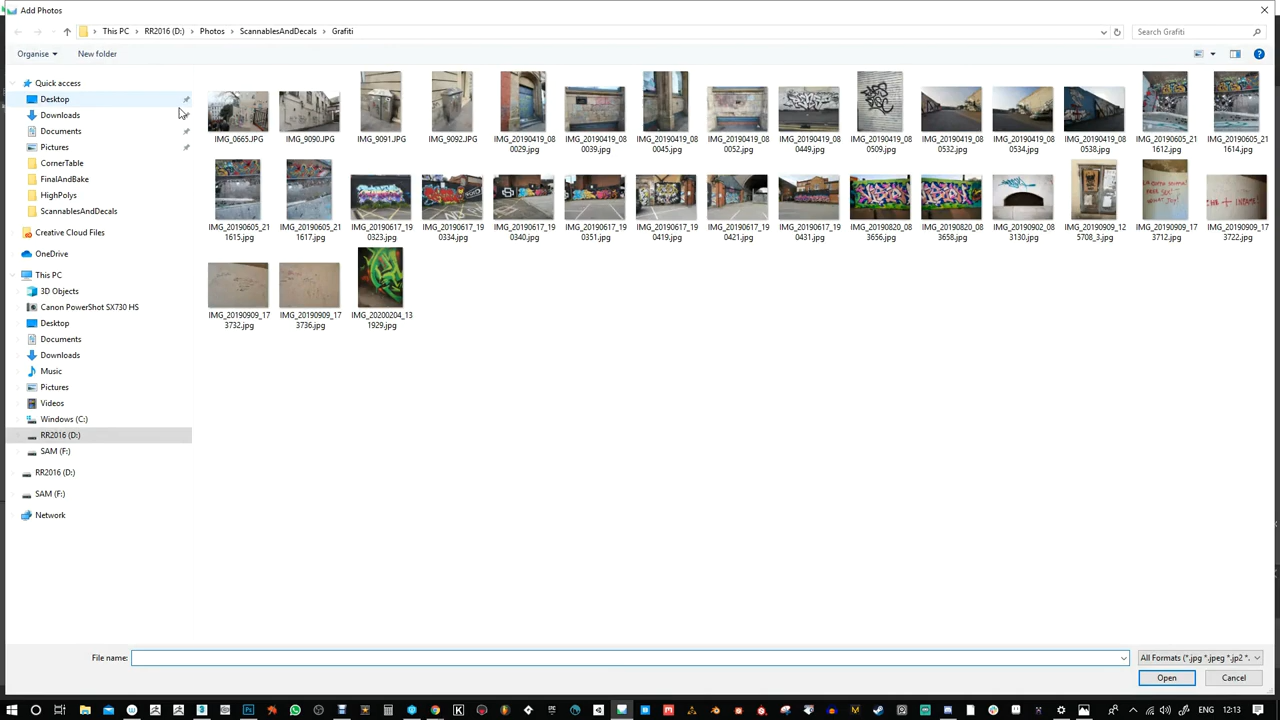 Add Photos
This PC > RR2016 (D:) > Photos > ScannablesAndDecals > Grafiti
Search Grafiti
Organise
New folder
Quick access
Desktop
Downloads
Documents
Pictures
CornerTable
FinalAndBake
HighPolys
ScannablesAndDecals
Creative Cloud Files
OneDrive
This PC
3D Objects
Canon PowerShot SX730 HS
Desktop
Documents
Downloads
Music
Pictures
Videos
Windows (C:)
RR2016 (D:)
SAM (F:)
RR2016 (D:)
SAM (F:)
Network
IMG_0665.JPG
IMG_9090.JPG
IMG_9091.JPG
IMG_9092.JPG
IMG_20190419_080029.jpg
IMG_20190419_080039.jpg
IMG_20190419_080045.jpg
IMG_20190419_080052.jpg
IMG_20190419_080449.jpg
IMG_20190419_080509.jpg
IMG_20190419_080532.jpg
IMG_20190419_080534.jpg
IMG_20190419_080538.jpg
IMG_20190605_211612.jpg
IMG_20190605_211614.jpg
IMG_20190605_211615.jpg
IMG_20190605_211617.jpg
IMG_20190617_190323.jpg
IMG_20190617_190334.jpg
IMG_20190617_190340.jpg
IMG_20190617_190351.jpg
IMG_20190617_190419.jpg
IMG_20190617_190421.jpg
IMG_20190617_190431.jpg
IMG_20190820_083656.jpg
IMG_20190820_083658.jpg
IMG_20190902_083130.jpg
IMG_20190909_125708_3.jpg
IMG_20190909_173712.jpg
IMG_20190909_173722.jpg
IMG_20190909_173732.jpg
IMG_20190909_173736.jpg
IMG_20200204_131929.jpg
File name:
All Formats (*.jpg *.jpeg *.jp2 *.
Open
Cancel
ENG
12:13